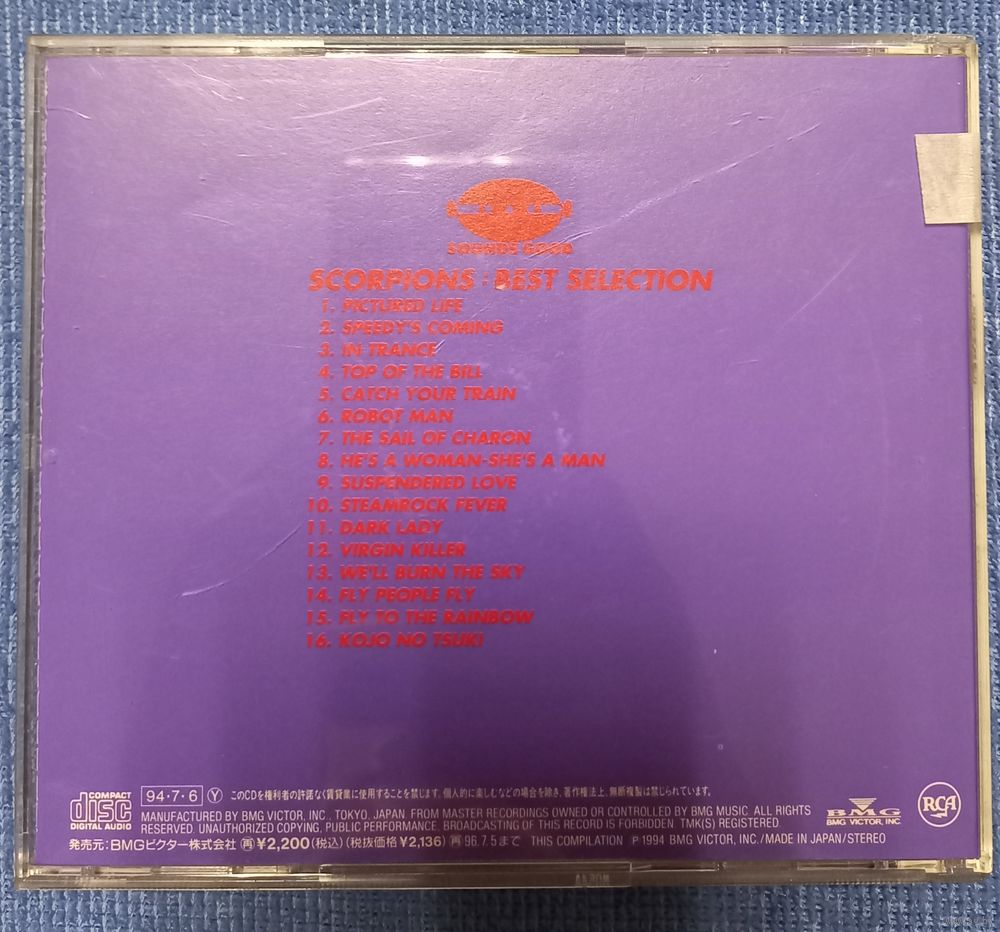 SOUNDS GOOD
SCORPIONS : BEST SELECTION
1. PICTURED LIFE
2. SPEEDY'S COMING
3. IN TRANCE
4. TOP OF THE BILL
5. CATCH YOUR TRAIN
6. ROBOT MAN
7. THE SAIL OF CHARON
8. HE'S A WOMAN-SHE'S A MAN
9. SUSPENDERED LOVE
10. STEAMROCK FEVER
11. DARK LADY
12. VIRGIN KILLER
13. WE'LL BURN THE SKY
14. FLY PEOPLE FLY
15. FLY TO THE RAINBOW
16. KOJO NO TSUKI
COMPACT disc DIGITAL AUDIO
94・7・6 Y このCDを権利者の許諾なく賃貸業に使用することを禁じます。個人的に楽しむなどの場合を除き、著作権法上、無断複製は禁じられています。
MANUFACTURED BY BMG VICTOR, INC., TOKYO, JAPAN, FROM MASTER RECORDINGS OWNED OR CONTROLLED BY BMG MUSIC. ALL RIGHTS
RESERVED. UNAUTHORIZED COPYING, PUBLIC PERFORMANCE, BROADCASTING OF THIS RECORD IS FORBIDDEN. TMK(S) REGISTERED.
BMG
BMG VICTOR, INC.
RCA
発売元:BMGビクター株式会社 再 ¥2,200(税込)(税抜価格¥2,136) 再 96.7.5まで THIS COMPILATION P 1994 BMG VICTOR, INC./MADE IN JAPAN/STEREO